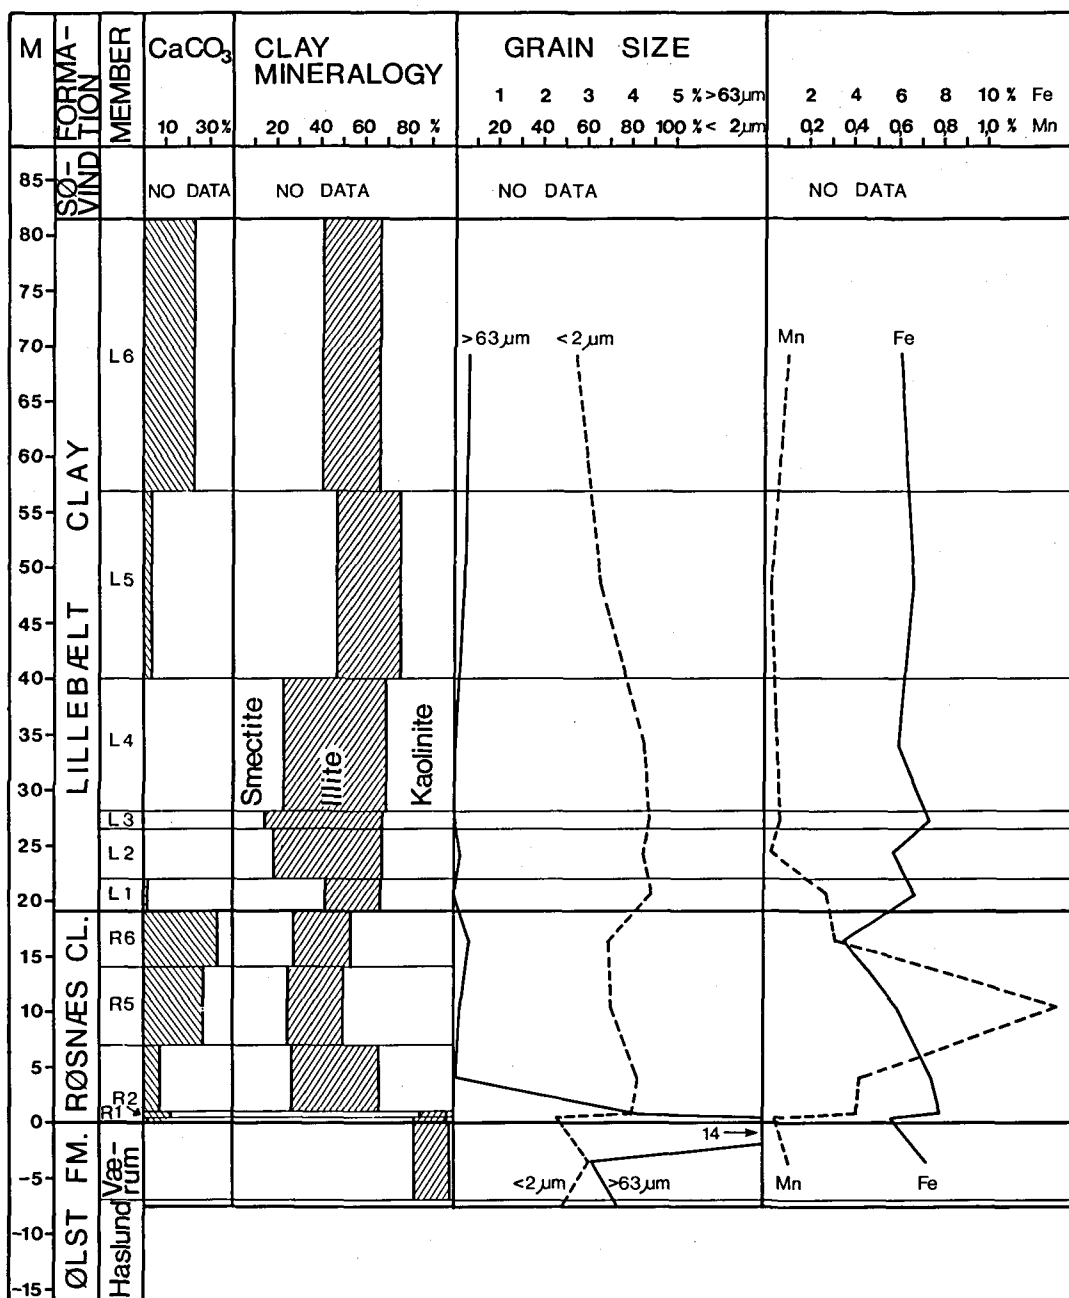 M
FORMA-
TION
MEMBER
CaCO₃
10 30%
CLAY
MINERALOGY
20 40 60 80 %
GRAIN SIZE
1 2 3 4 5 % >63µm
20 40 60 80 100 % < 2µm
2 4 6 8 10 % Fe
0,2 0,4 0,6 0,8 1,0 % Mn
SØ-
VIND
85
NO DATA
NO DATA
NO DATA
NO DATA
80
75
70
65
60
55
50
45
40
35
30
25
20
15
10
5
0
-5
-10
-15
LILLEBÆLT CLAY
L6
L5
L4
L3
L2
L1
>63µm
<2µm
Mn
Fe
Smectite
Illite
Kaolinite
RØSNÆS CL.
R6
R5
R2
R1
ØLST FM.
Væ-
rum
Haslund
14
<2µm
>63µm
Mn
Fe